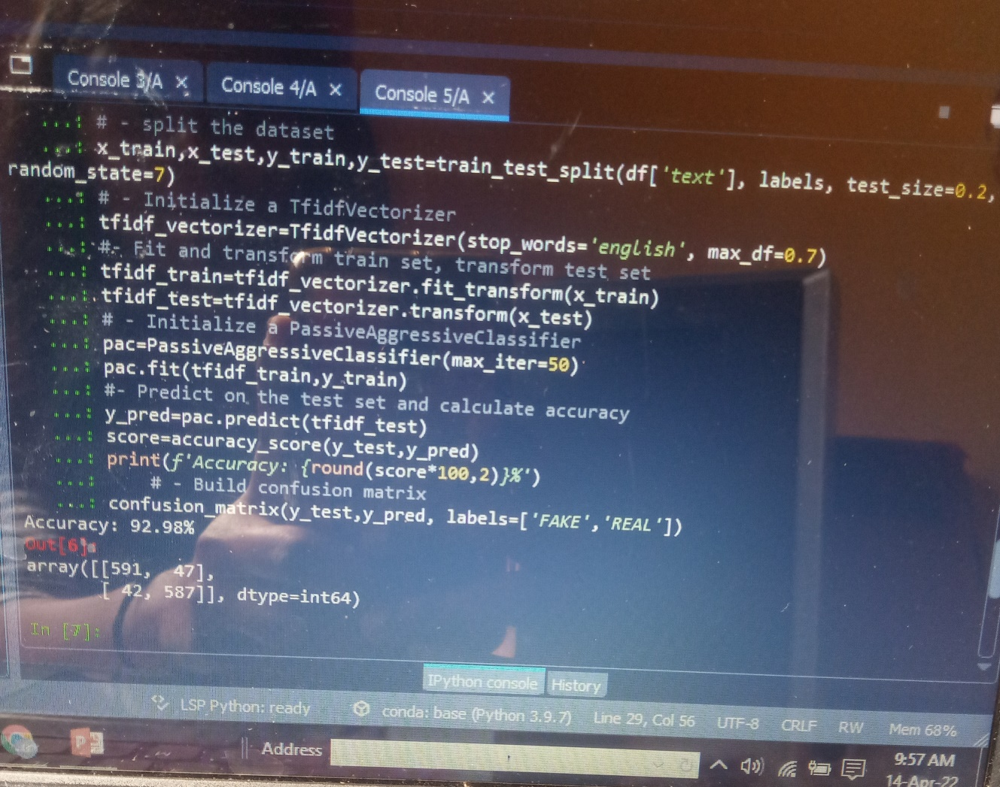 Console 3/A × Console 4/A × Console 5/A ×
...: # - split the dataset
...: x_train,x_test,y_train,y_test=train_test_split(df['text'], labels, test_size=0.2,
random_state=7)
...: # - Initialize a TfidfVectorizer
...: tfidf_vectorizer=TfidfVectorizer(stop_words='english', max_df=0.7)
...: #- Fit and transform train set, transform test set
...: tfidf_train=tfidf_vectorizer.fit_transform(x_train)
...: tfidf_test=tfidf_vectorizer.transform(x_test)
...: # - Initialize a PassiveAggressiveClassifier
...: pac=PassiveAggressiveClassifier(max_iter=50)
...: pac.fit(tfidf_train,y_train)
...: #- Predict on the test set and calculate accuracy
...: y_pred=pac.predict(tfidf_test)
...: score=accuracy_score(y_test,y_pred)
...: print(f'Accuracy: {round(score*100,2)}%')
...: # - Build confusion matrix
...: confusion_matrix(y_test,y_pred, labels=['FAKE','REAL'])
Accuracy: 92.98%
Out[6]:
array([[591, 47],
[ 42, 587]], dtype=int64)
In [7]:
IPython console History
LSP Python: ready conda: base (Python 3.9.7) Line 29, Col 56 UTF-8 CRLF RW Mem 68%
Address
9:57 AM
14-Apr-22